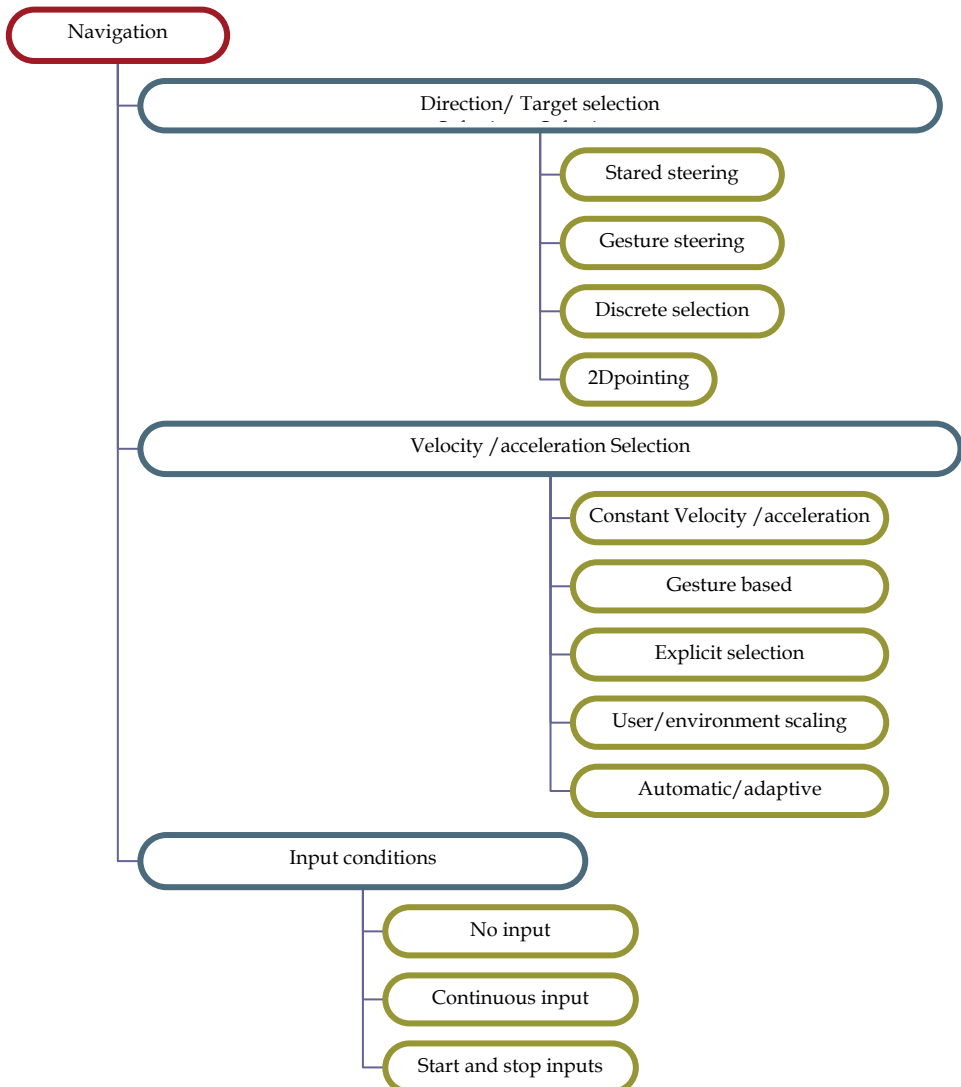 Navigation
Direction/ Target selection
Stared steering
Gesture steering
Discrete selection
2Dpointing
Velocity /acceleration Selection
Constant Velocity /acceleration
Gesture based
Explicit selection
User/environment scaling
Automatic/adaptive
Input conditions
No input
Continuous input
Start and stop inputs